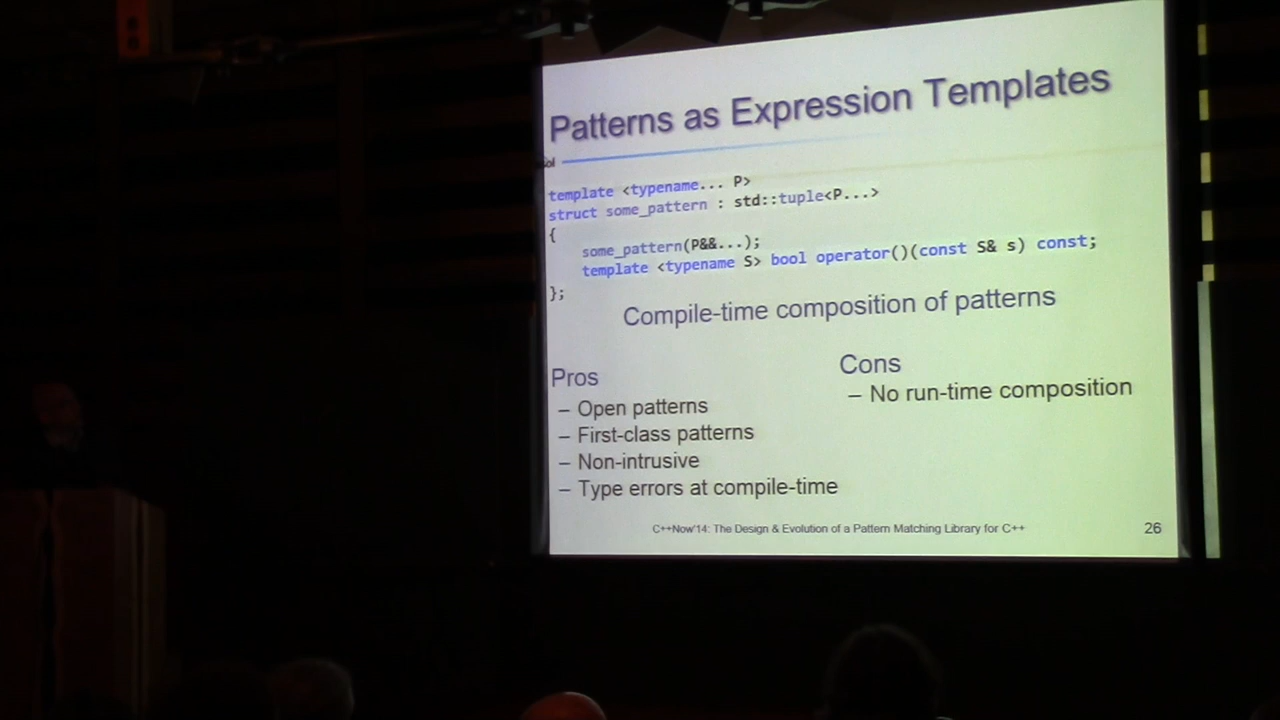 Patterns as Expression Templates
ol
template <typename... P>
struct some_pattern : std::tuple<P...>
{
some_pattern(P&&...);
template <typename S> bool operator()(const S& s) const;
};
Compile-time composition of patterns
Pros
– Open patterns
– First-class patterns
– Non-intrusive
– Type errors at compile-time
Cons
– No run-time composition
C++Now'14: The Design & Evolution of a Pattern Matching Library for C++
26